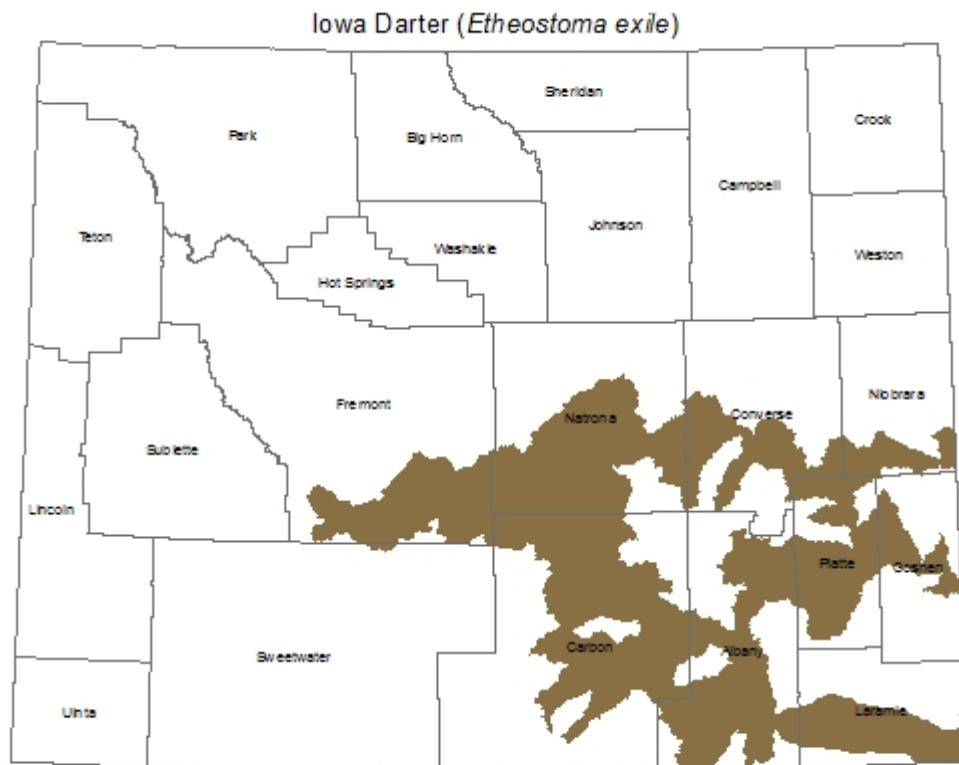 Iowa Darter (Etheostoma exile)
Sheridan
Park
Big Horn
Crook
Campbell
Teton
Johnson
Washakie
Weston
Hot Springs
Fremont
Natrona
Converse
Niobrara
Sublette
Lincoln
Platte
Goshen
Sweetwater
Carbon
Albany
Uinta
Laramie